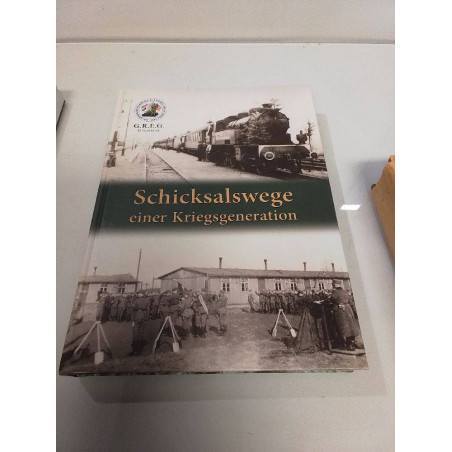 G.R.E.G.
Schicksalswege
einer Kriegsgeneration